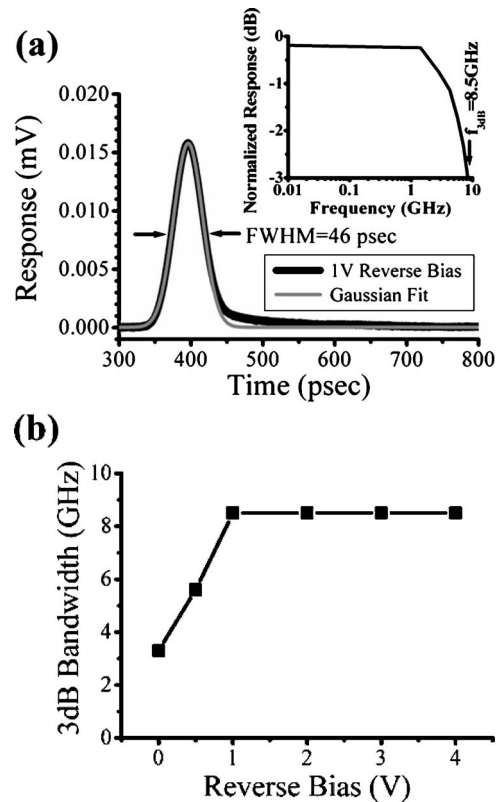 (a)
Normalized Response (dB)
0
-1
-2
-3
0.01 0.1 1 10
Frequency (GHz)
f3dB=8.5GHz
Response (mV)
0.020
0.015
0.010
0.005
0.000
FWHM=46 psec
1V Reverse Bias
Gaussian Fit
300 400 500 600 700 800
Time (psec)
(b)
3dB Bandwidth (GHz)
10
8
6
4
2
0
0 1 2 3 4
Reverse Bias (V)